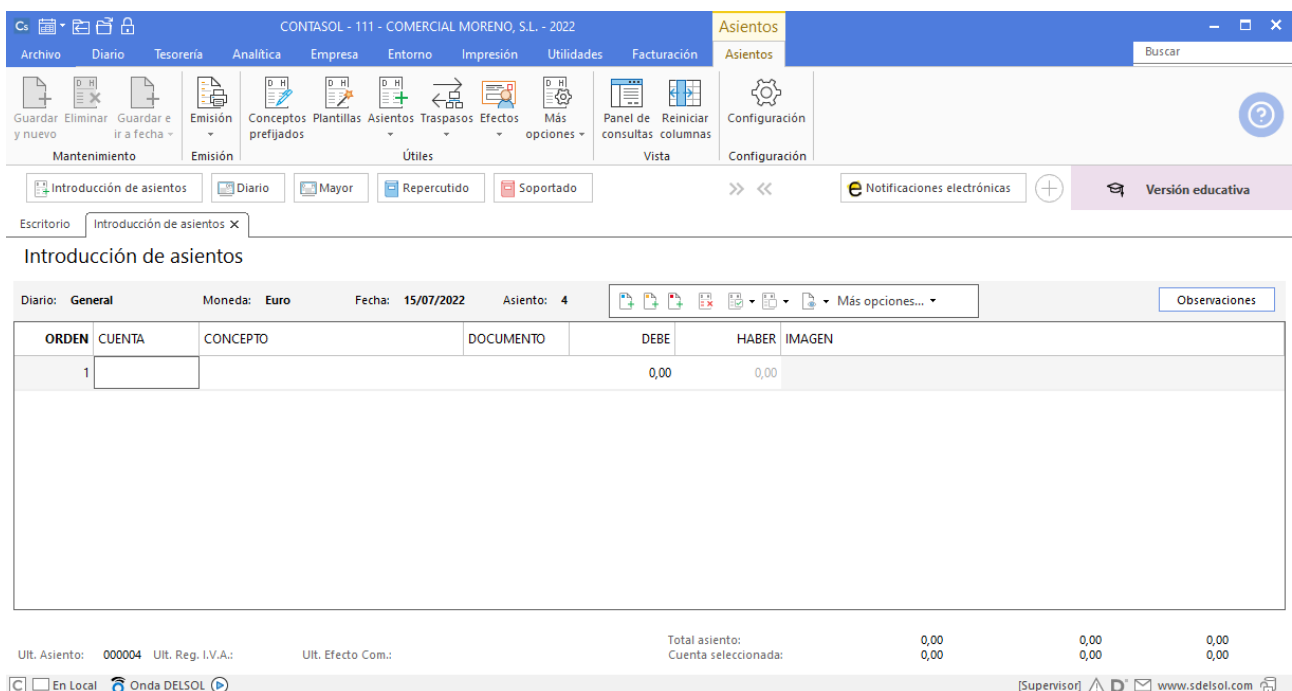 Cs CONTASOL - 111 - COMERCIAL MORENO, S.L. - 2022 Asientos
Archivo Diario Tesorería Analítica Empresa Entorno Impresión Utilidades Facturación Asientos Buscar
Guardar y nuevo Eliminar Guardar e ir a fecha Emisión Conceptos prefijados Plantillas Asientos Traspasos Efectos Más opciones Panel de consultas Reiniciar columnas Configuración
Mantenimiento Emisión Útiles Vista Configuración
Introducción de asientos Diario Mayor Repercutido Soportado Notificaciones electrónicas Versión educativa
Escritorio Introducción de asientos
Introducción de asientos
Diario: General Moneda: Euro Fecha: 15/07/2022 Asiento: 4 Más opciones... Observaciones
ORDEN CUENTA CONCEPTO DOCUMENTO DEBE HABER IMAGEN
1 0,00 0,00
Total asiento: 0,00 0,00 0,00
Ult. Asiento: 000004 Ult. Reg. I.V.A.: Ult. Efecto Com.: Cuenta seleccionada: 0,00 0,00 0,00
C En Local Onda DELSOL [Supervisor] D www.sdelsol.com